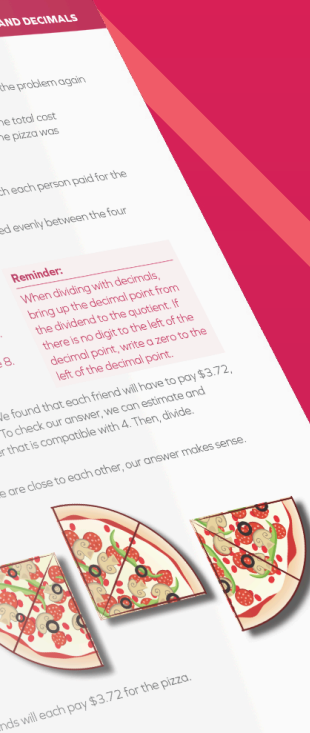 AND DECIMALS
the problem again
he total cost
he pizza was
ch each person paid for the
ed evenly between the four
Reminder:
When dividing with decimals,
bring up the decimal point from
the dividend to the quotient. If
there is no digit to the left of the
decimal point, write a zero to the
left of the decimal point.
8.
We found that each friend will have to pay $3.72,
To check our answer, we can estimate and
er that is compatible with 4. Then, divide.
e are close to each other, our answer makes sense.
nds will each pay $3.72 for the pizza.